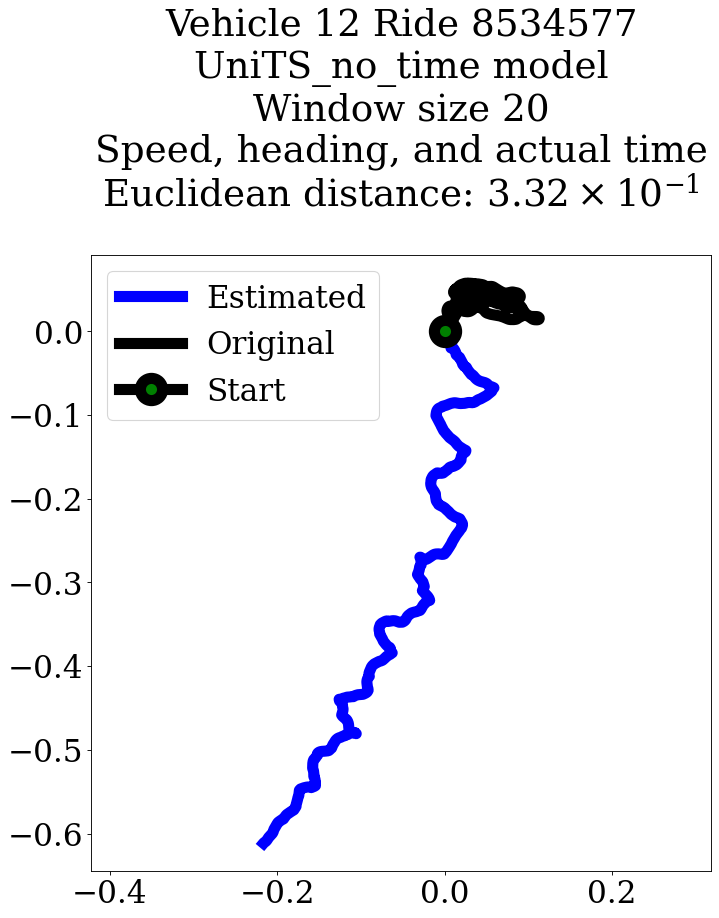 Vehicle 12 Ride 8534577
UniTS_no_time model
Window size 20
Speed, heading, and actual time
Euclidean distance: 3.32 × 10⁻¹
Estimated
Original
Start
0.0
−0.1
−0.2
−0.3
−0.4
−0.5
−0.6
−0.4 −0.2 0.0 0.2